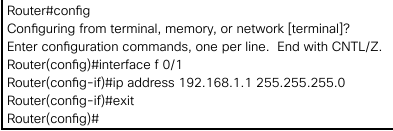 Router#config
Configuring from terminal, memory, or network [terminal]?
Enter configuration commands, one per line.  End with CNTL/Z.
Router(config)#interface f 0/1
Router(config-if)#ip address 192.168.1.1 255.255.255.0
Router(config-if)#exit
Router(config)#